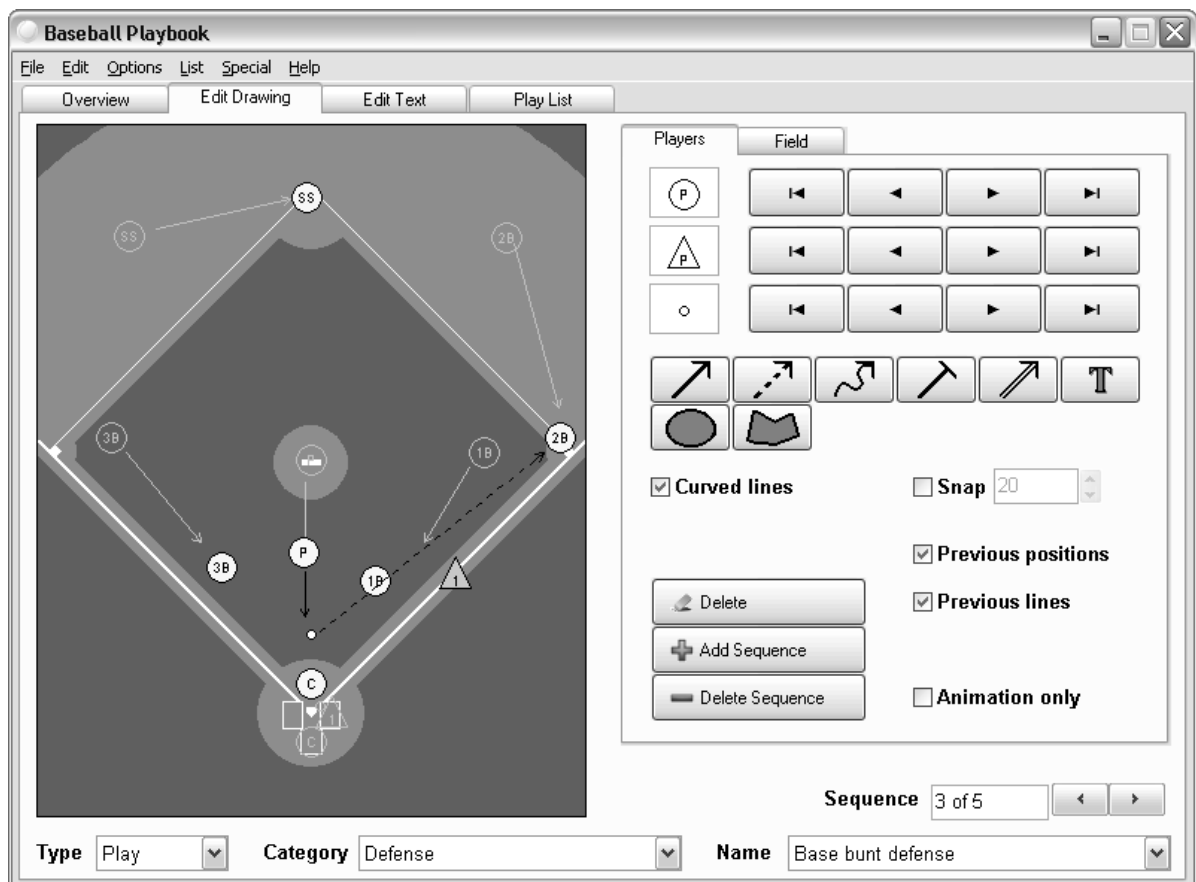 Baseball Playbook
File Edit Options List Special Help
Overview Edit Drawing Edit Text Play List
Players Field
P
P
SS
SS
2B
3B
1B
2B
3B
P
1B
1
C
1
C
T
Curved lines
Snap 20
Previous positions
Delete
Previous lines
Add Sequence
Delete Sequence
Animation only
Sequence 3 of 5
Type Play Category Defense Name Base bunt defense